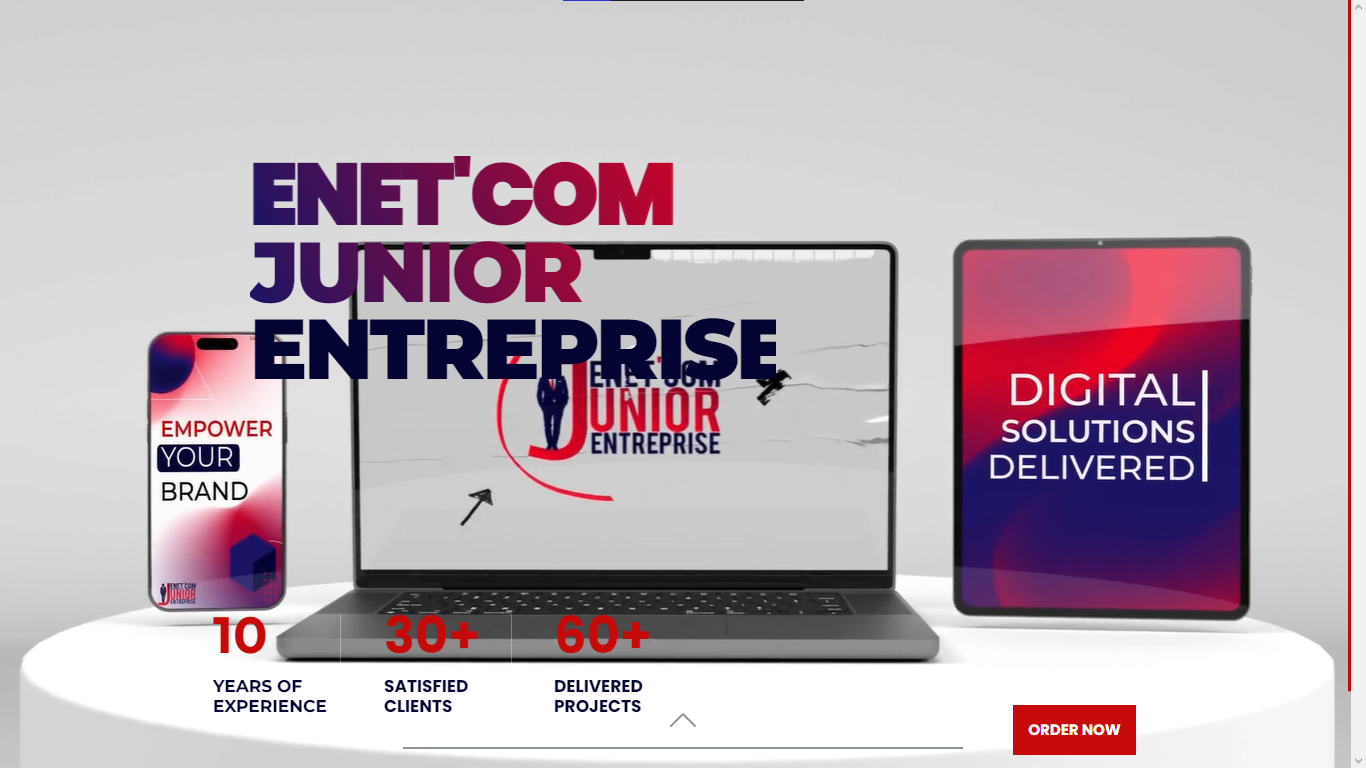 ENET'COM
JUNIOR
ENTREPRISE
EMPOWER
YOUR
BRAND
ENET'COM
JUNIOR
ENTREPRISE
ENET'COM
JUNIOR
ENTREPRISE
DIGITAL
SOLUTIONS
DELIVERED
10
YEARS OF
EXPERIENCE
30+
SATISFIED
CLIENTS
60+
DELIVERED
PROJECTS
ORDER NOW